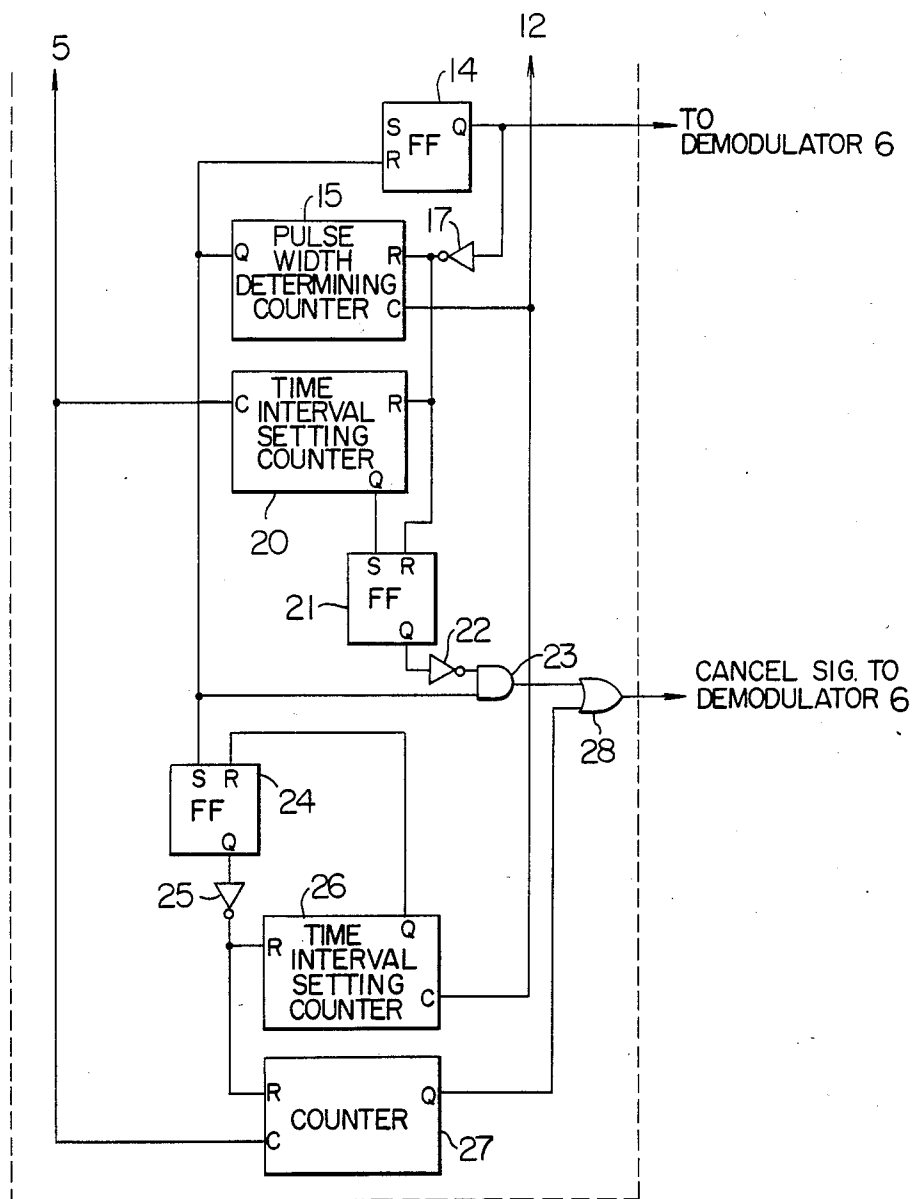 5
12
14
S Q
FF
R
TO
DEMODULATOR 6
15
17
Q PULSE R
WIDTH
DETERMINING
COUNTER C
C TIME R
INTERVAL
SETTING
COUNTER
Q
20
S R
21 FF
Q
22
23
CANCEL SIG. TO
DEMODULATOR 6
28
S R
24
FF
Q
25
26
Q
R TIME
INTERVAL
SETTING
COUNTER C
R Q
COUNTER
C
27